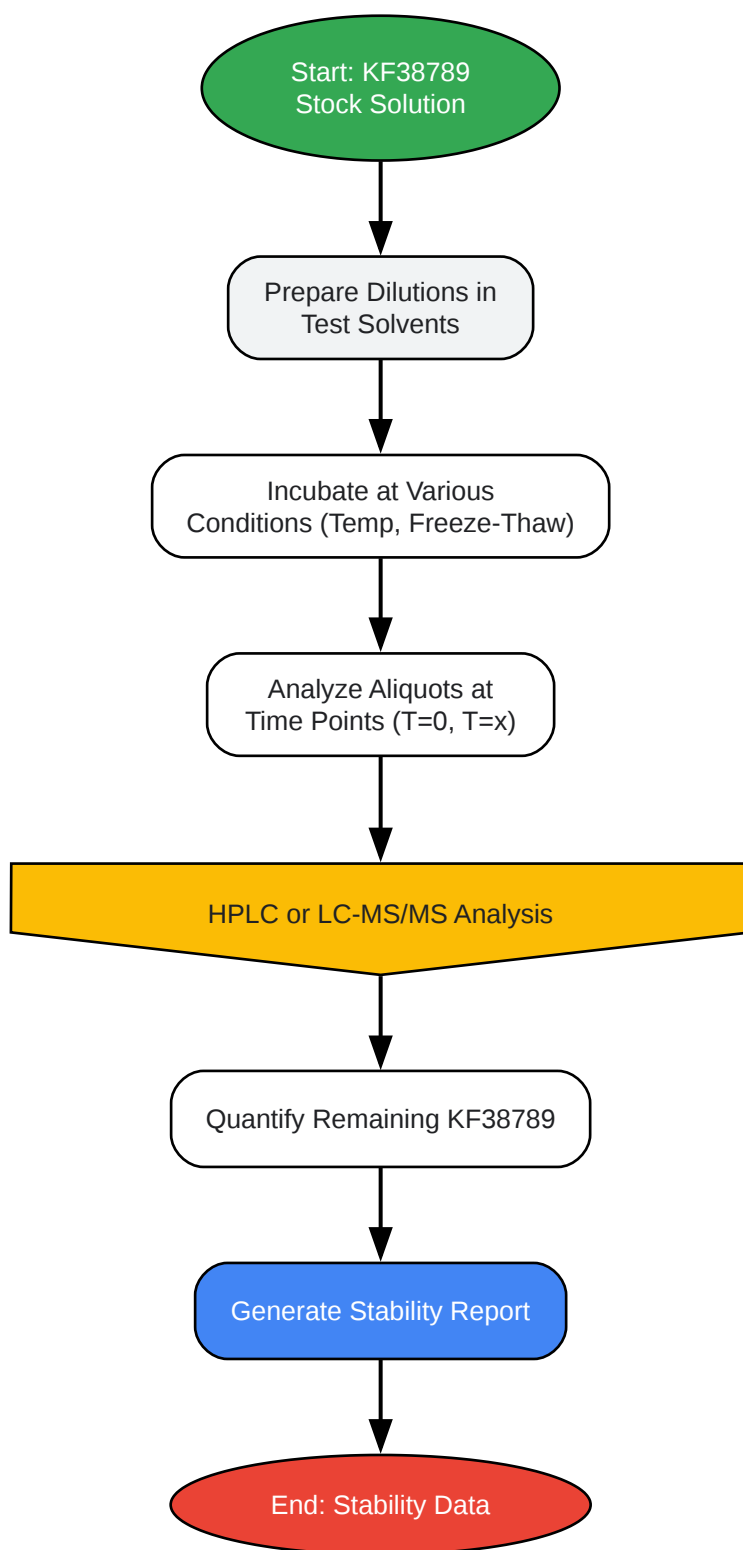 Start: KF38789
Stock Solution
Prepare Dilutions in
Test Solvents
Incubate at Various
Conditions (Temp, Freeze-Thaw)
Analyze Aliquots at
Time Points (T=0, T=x)
HPLC or LC-MS/MS Analysis
Quantify Remaining KF38789
Generate Stability Report
End: Stability Data